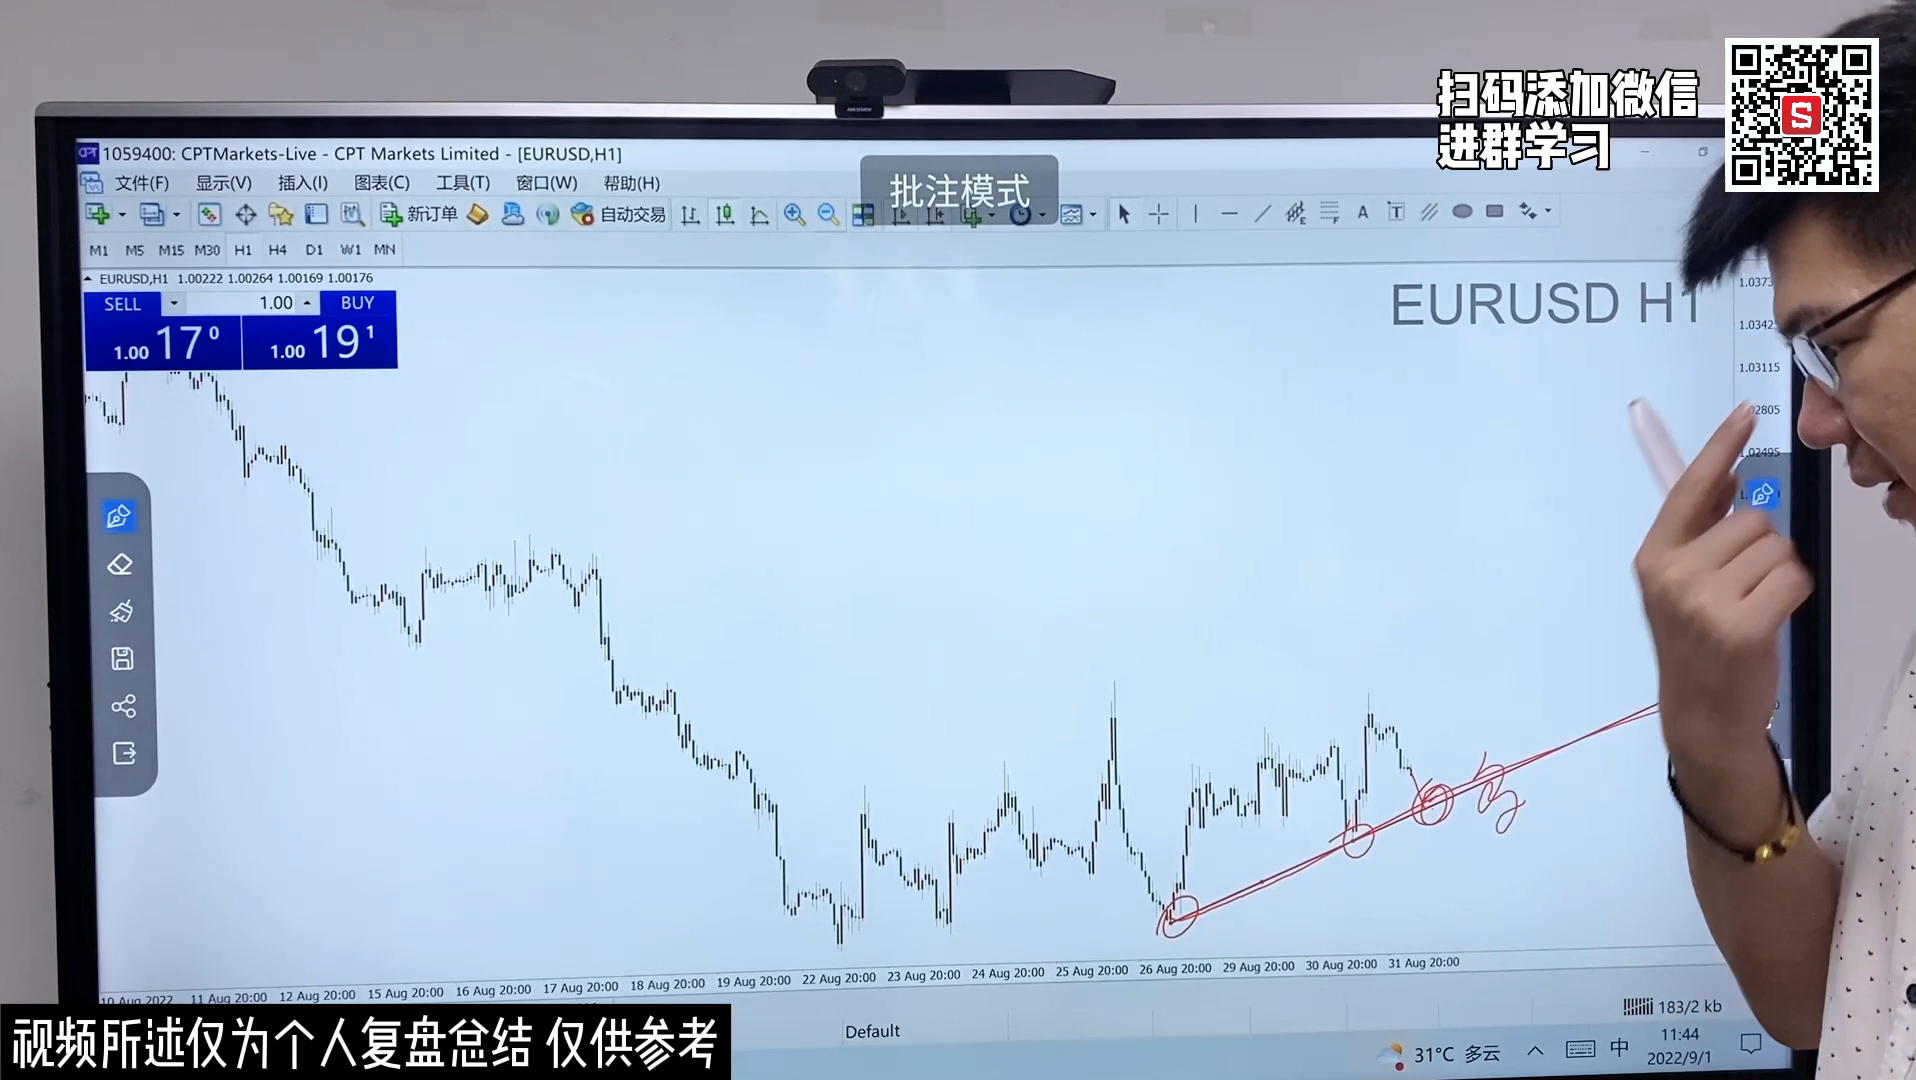 扫码添加微信
进群学习
1059400: CPTMarkets-Live - CPT Markets Limited - [EURUSD,H1]
文件(F) 显示(V) 插入(I) 图表(C) 工具(T) 窗口(W) 帮助(H)
批注模式
新订单 自动交易
M1 M5 M15 M30 H1 H4 D1 W1 MN
EURUSD,H1 1.00222 1.00264 1.00169 1.00176
SELL 1.00 BUY
1.00 17 0 1.00 19 1
EURUSD H1
1.03115
1.02495
10 Aug 2022 11 Aug 20:00 12 Aug 20:00 15 Aug 20:00 16 Aug 20:00 17 Aug 20:00 18 Aug 20:00 19 Aug 20:00 22 Aug 20:00 23 Aug 20:00 24 Aug 20:00 25 Aug 20:00 26 Aug 20:00 29 Aug 20:00 30 Aug 20:00 31 Aug 20:00
Default
183/2 kb
31°C 多云 中
11:44
2022/9/1
视频所述仅为个人复盘总结 仅供参考